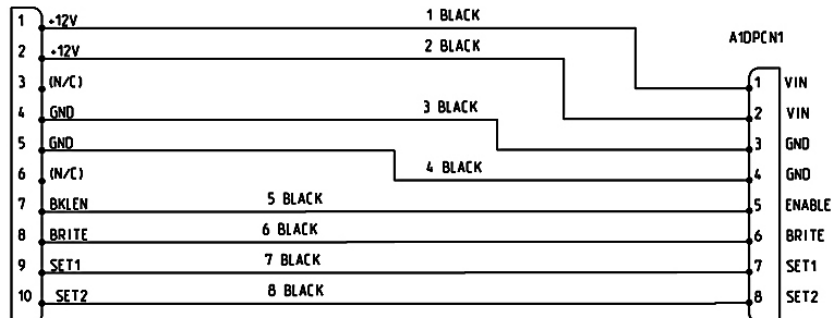 1 +12V 1 BLACK
A1DPCN1
2 +12V 2 BLACK
3 (N/C) 1 VIN
4 GND 3 BLACK 2 VIN
5 GND 3 GND
6 (N/C) 4 BLACK 4 GND
7 BKLEN 5 BLACK 5 ENABLE
8 BRITE 6 BLACK 6 BRITE
9 SET1 7 BLACK 7 SET1
10 SET2 8 BLACK 8 SET2